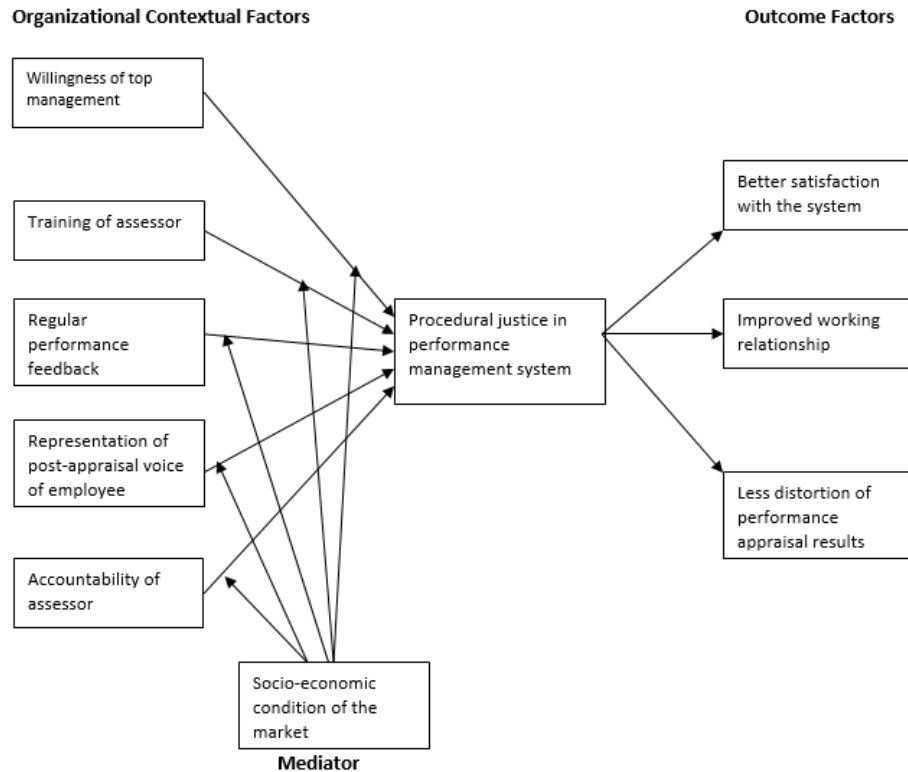 Organizational Contextual Factors
Outcome Factors
Willingness of top
management
Training of assessor
Regular
performance
feedback
Representation of
post-appraisal voice
of employee
Accountability of
assessor
Socio-economic
condition of the
market
Mediator
Procedural justice in
performance
management system
Better satisfaction
with the system
Improved working
relationship
Less distortion of
performance
appraisal results